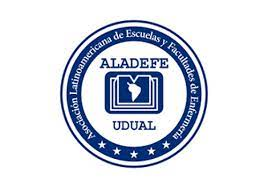 Asociación Latinoamericana de Escuelas y Facultades de Enfermería
ALADEFE
UDUAL